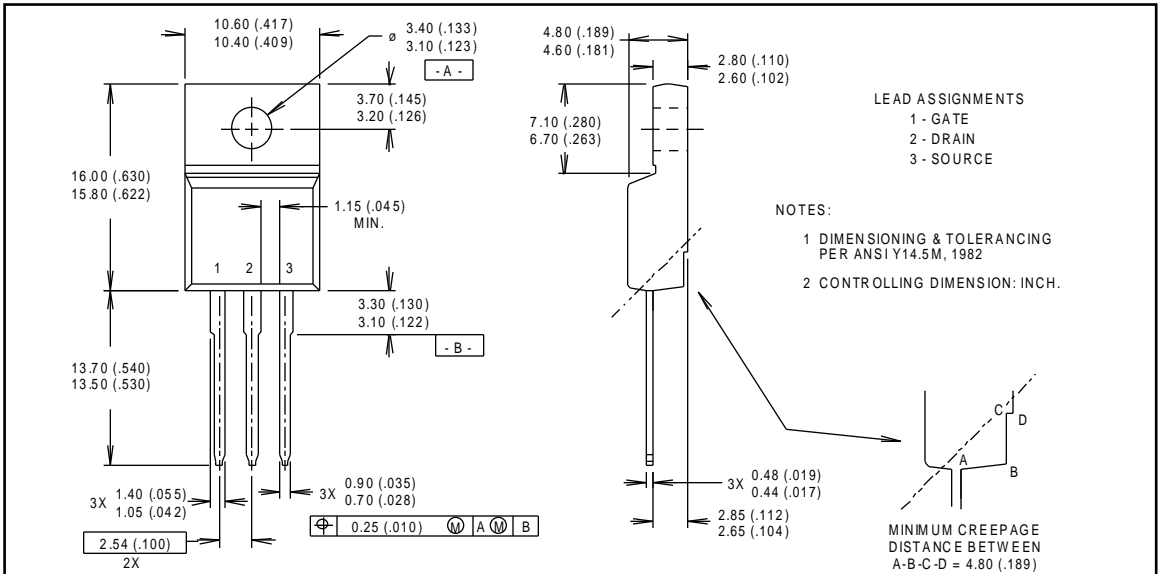 10.60 (.417)
10.40 (.409)
ø 3.40 (.133)
3.10 (.123)
- A -
3.70 (.145)
3.20 (.126)
16.00 (.630)
15.80 (.622)
1.15 (.045)
MIN.
1 2 3
3.30 (.130)
3.10 (.122)
- B -
13.70 (.540)
13.50 (.530)
3X 1.40 (.055)
1.05 (.042)
3X 0.90 (.035)
0.70 (.028)
0.25 (.010) Ⓜ A Ⓜ B
2.54 (.100)
2X
4.80 (.189)
4.60 (.181)
2.80 (.110)
2.60 (.102)
7.10 (.280)
6.70 (.263)
3X 0.48 (.019)
0.44 (.017)
2.85 (.112)
2.65 (.104)
LEAD ASSIGNMENTS
1 - GATE
2 - DRAIN
3 - SOURCE
NOTES:
1 DIMENSIONING & TOLERANCING
PER ANSI Y14.5M, 1982
2 CONTROLLING DIMENSION: INCH.
C
D
A
B
MINIMUM CREEPAGE
DISTANCE BETWEEN
A-B-C-D = 4.80 (.189)